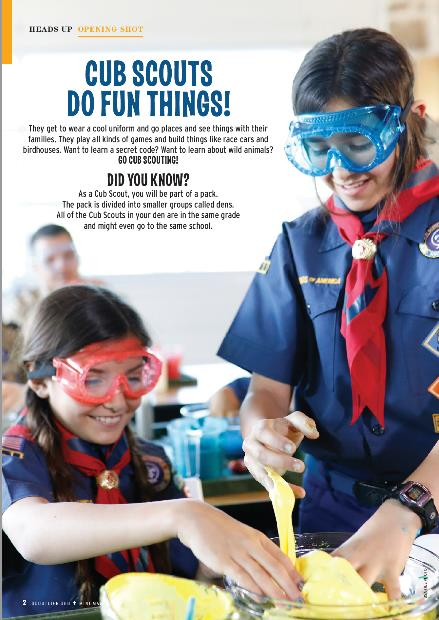 HEADS UP OPENING SHOT
CUB SCOUTS
DO FUN THINGS!
They get to wear a cool uniform and go places and see things with their
families. They play all kinds of games and build things like race cars and
birdhouses. Want to learn a secret code? Want to learn about wild animals?
GO CUB SCOUTING!
DID YOU KNOW?
As a Cub Scout, you will be part of a pack.
The pack is divided into smaller groups called dens.
All of the Cub Scouts in your den are in the same grade
and might even go to the same school.
OF AMERICA
2